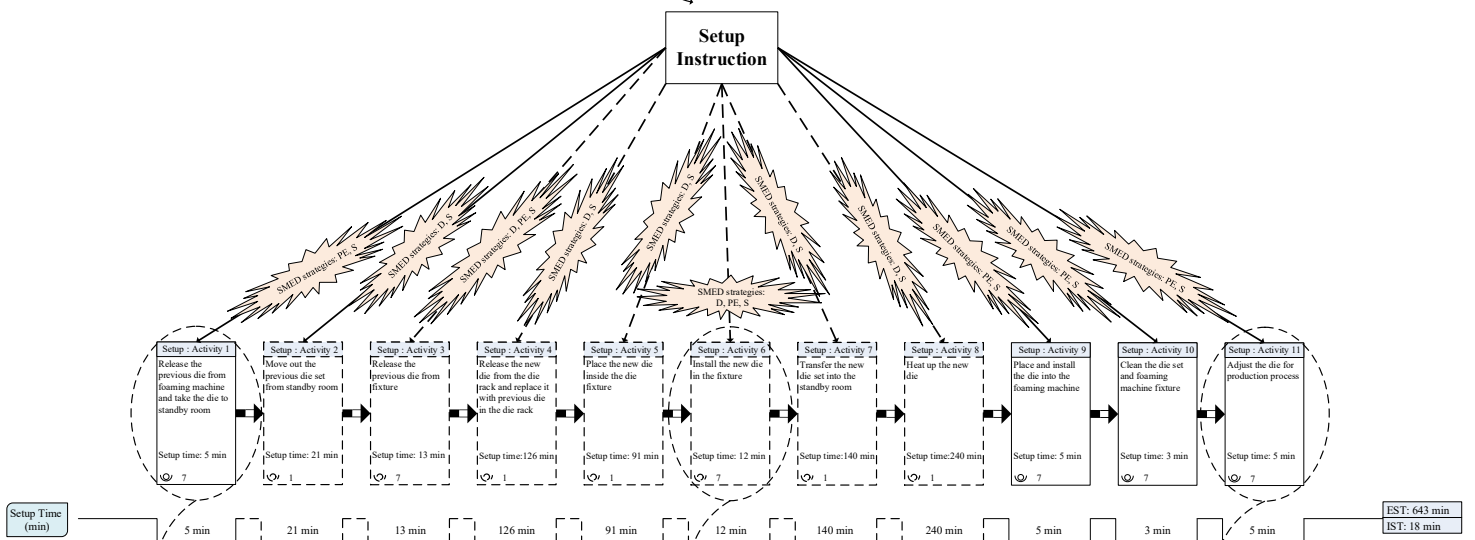 Setup
Instruction
SMED strategies: PE, S
SMED strategies: D, S
SMED strategies: D, PE, S
SMED strategies: D, S
SMED strategies: D, S
SMED strategies:
D, PE, S
SMED strategies: D, S
SMED strategies: D, S
SMED strategies: PE, S
SMED strategies: PE, S
SMED strategies: PE, S
Setup : Activity 1
Release the
previous die from
foaming machine
and take the die to
standby room
Setup time: 5 min
7
Setup : Activity 2
Move out the
previous die set
from standby room
Setup time: 21 min
1
Setup : Activity 3
Release the
previous die from
fixture
Setup time: 13 min
7
Setup : Activity 4
Release the new
die from the die
rack and replace it
with previous die
in the die rack
Setup time:126 min
1
Setup : Activity 5
Place the new die
inside the die
fixture
Setup time: 91 min
1
Setup : Activity 6
Install the new die
in the fixture
Setup time: 12 min
7
Setup : Activity 7
Transfer the new
die set into the
standby room
Setup time:140 min
1
Setup : Activity 8
Heat up the new
die
Setup time:240 min
1
Setup : Activity 9
Place and install
the die into the
foaming machine
Setup time: 5 min
7
Setup : Activity 10
Clean the die set
and foaming
machine fixture
Setup time: 3 min
7
Setup : Activity 11
Adjust the die for
production process
Setup time: 5 min
7
Setup Time
(min)
5 min
21 min
13 min
126 min
91 min
12 min
140 min
240 min
5 min
3 min
5 min
EST: 643 min
IST: 18 min